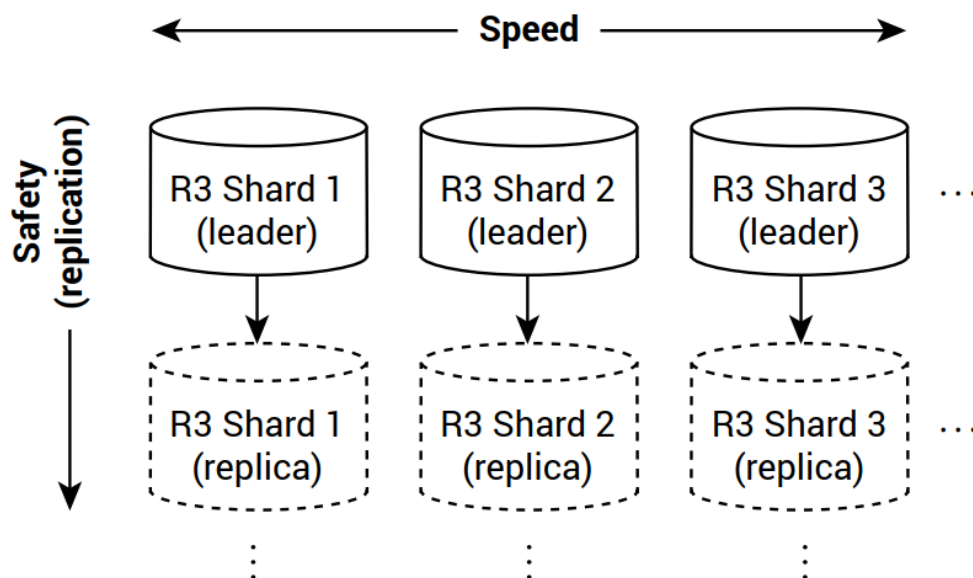 Speed
Safety
(replication)
R3 Shard 1
(leader)
R3 Shard 2
(leader)
R3 Shard 3
(leader)
...
R3 Shard 1
(replica)
R3 Shard 2
(replica)
R3 Shard 3
(replica)
...